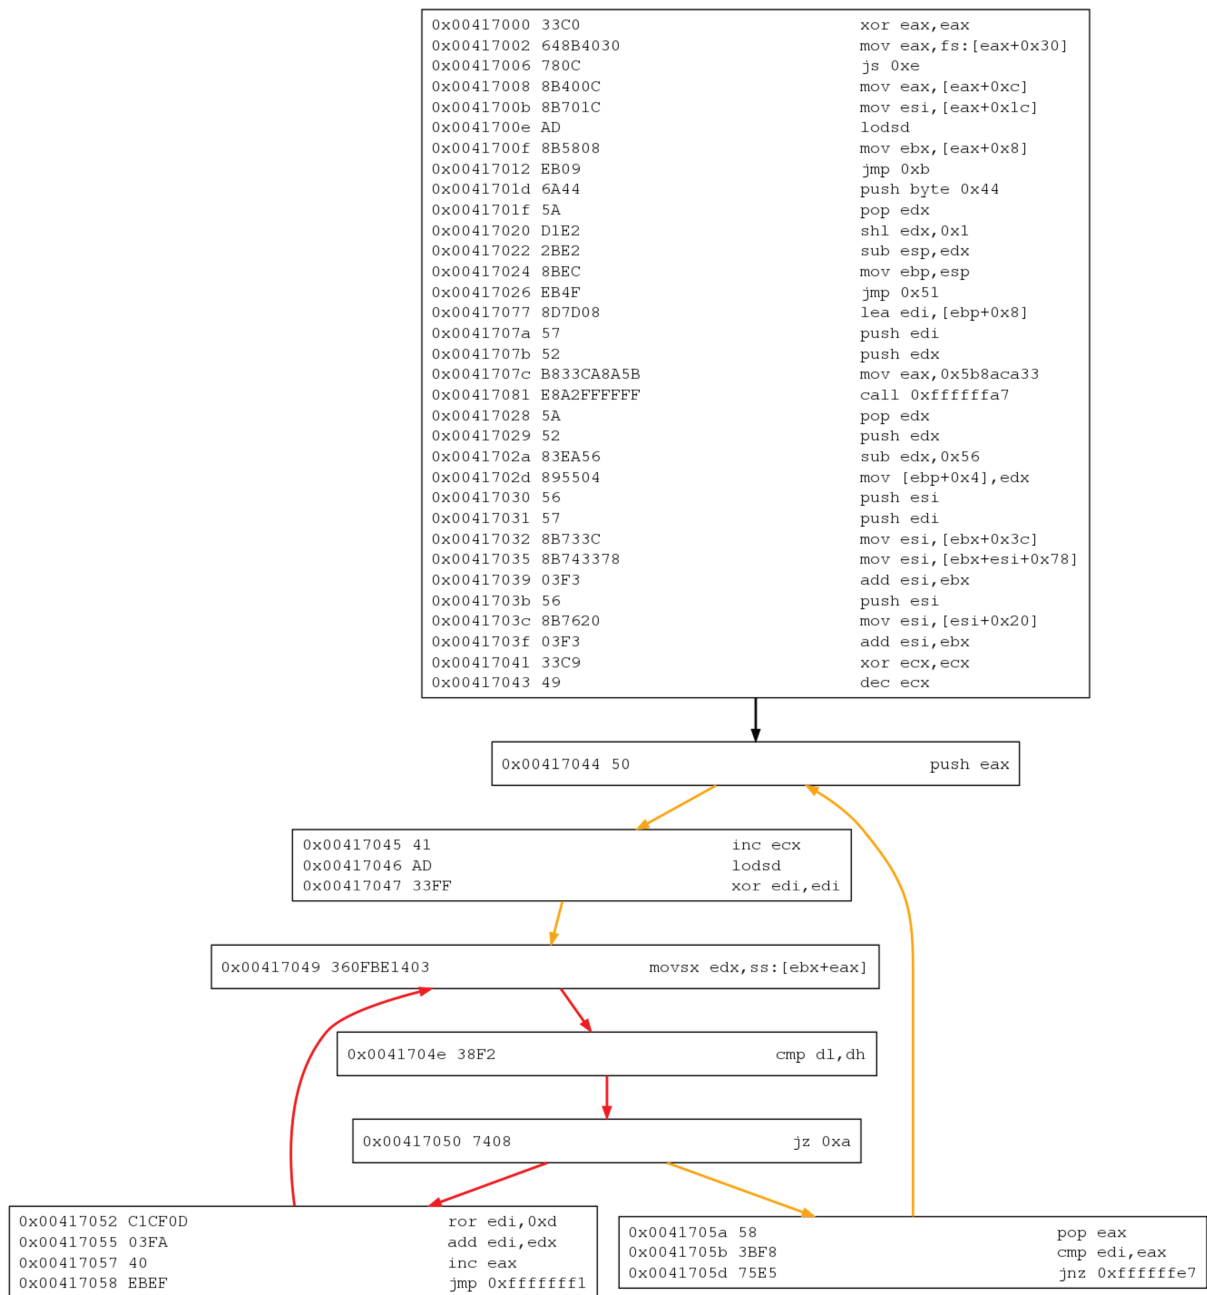 0x00417000 33C0 xor eax,eax
0x00417002 648B4030 mov eax,fs:[eax+0x30]
0x00417006 780C js 0xe
0x00417008 8B400C mov eax,[eax+0xc]
0x0041700b 8B701C mov esi,[eax+0x1c]
0x0041700e AD lodsd
0x0041700f 8B5808 mov ebx,[eax+0x8]
0x00417012 EB09 jmp 0xb
0x0041701d 6A44 push byte 0x44
0x0041701f 5A pop edx
0x00417020 D1E2 shl edx,0x1
0x00417022 2BE2 sub esp,edx
0x00417024 8BEC mov ebp,esp
0x00417026 EB4F jmp 0x51
0x00417077 8D7D08 lea edi,[ebp+0x8]
0x0041707a 57 push edi
0x0041707b 52 push edx
0x0041707c B833CA8A5B mov eax,0x5b8aca33
0x00417081 E8A2FFFFFF call 0xffffffa7
0x00417028 5A pop edx
0x00417029 52 push edx
0x0041702a 83EA56 sub edx,0x56
0x0041702d 895504 mov [ebp+0x4],edx
0x00417030 56 push esi
0x00417031 57 push edi
0x00417032 8B733C mov esi,[ebx+0x3c]
0x00417035 8B743378 mov esi,[ebx+esi+0x78]
0x00417039 03F3 add esi,ebx
0x0041703b 56 push esi
0x0041703c 8B7620 mov esi,[esi+0x20]
0x0041703f 03F3 add esi,ebx
0x00417041 33C9 xor ecx,ecx
0x00417043 49 dec ecx
0x00417044 50 push eax
0x00417045 41 inc ecx
0x00417046 AD lodsd
0x00417047 33FF xor edi,edi
0x00417049 360FBE1403 movsx edx,ss:[ebx+eax]
0x0041704e 38F2 cmp dl,dh
0x00417050 7408 jz 0xa
0x00417052 C1CF0D ror edi,0xd
0x00417055 03FA add edi,edx
0x00417057 40 inc eax
0x00417058 EBEF jmp 0xfffffff1
0x0041705a 58 pop eax
0x0041705b 3BF8 cmp edi,eax
0x0041705d 75E5 jnz 0xffffffe7